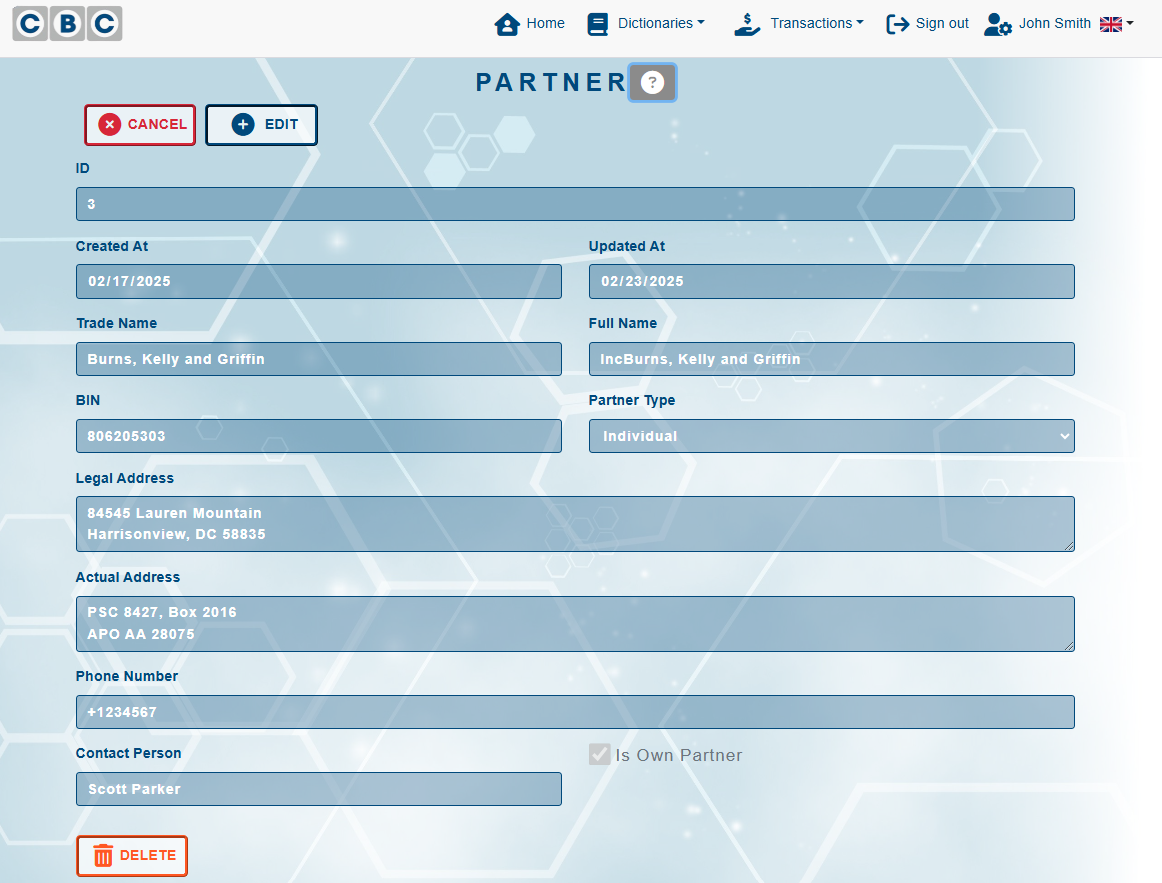 CBC
Home
Dictionaries
Transactions
Sign out
John Smith
PARTNER ?
CANCEL
EDIT
ID
3
Created At
Updated At
02/17/2025
02/23/2025
Trade Name
Full Name
Burns, Kelly and Griffin
IncBurns, Kelly and Griffin
BIN
Partner Type
806205303
Individual
Legal Address
84545 Lauren Mountain
Harrisonview, DC 58835
Actual Address
PSC 8427, Box 2016
APO AA 28075
Phone Number
+1234567
Contact Person
Is Own Partner
Scott Parker
DELETE